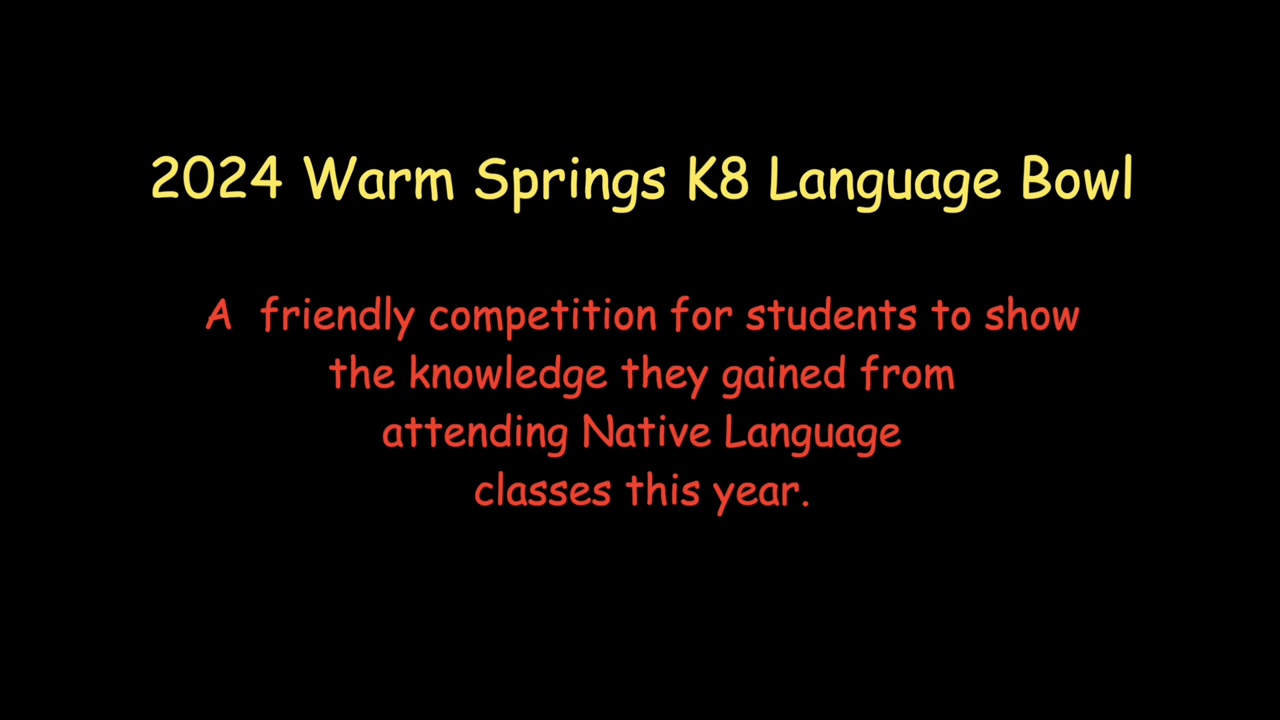 2024 Warm Springs K8 Language Bowl
A friendly competition for students to show
the knowledge they gained from
attending Native Language
classes this year.